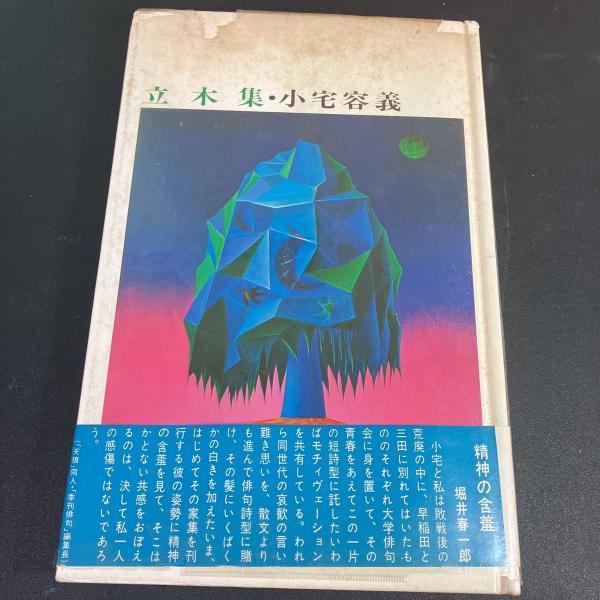 立木集・小宅容義
精神の含羞
堀井春一郎
小宅と私は敗戦後の
荒廃の中に、早稲田と
三田に別れてはいたも
ののそれぞれ大学俳句
会に身を置いて、その
青春をあえてこの一片
の短詩型に託したいわ
ばモチィヴェーション
を共有している。われ
ら同世代の哀歓の言い
難き思いを、散文より
も進んで俳句詩型に賭
け、その髪にいくばく
かの白きを加えたいま、
はじめてその家集を刊
行する彼の姿勢に精神
の含羞を見て、そこは
かとない共感をおぼえ
るのは、決して私一人
の感傷ではないであろ
う。
(「天狼」同人・「季刊俳句」編集長)